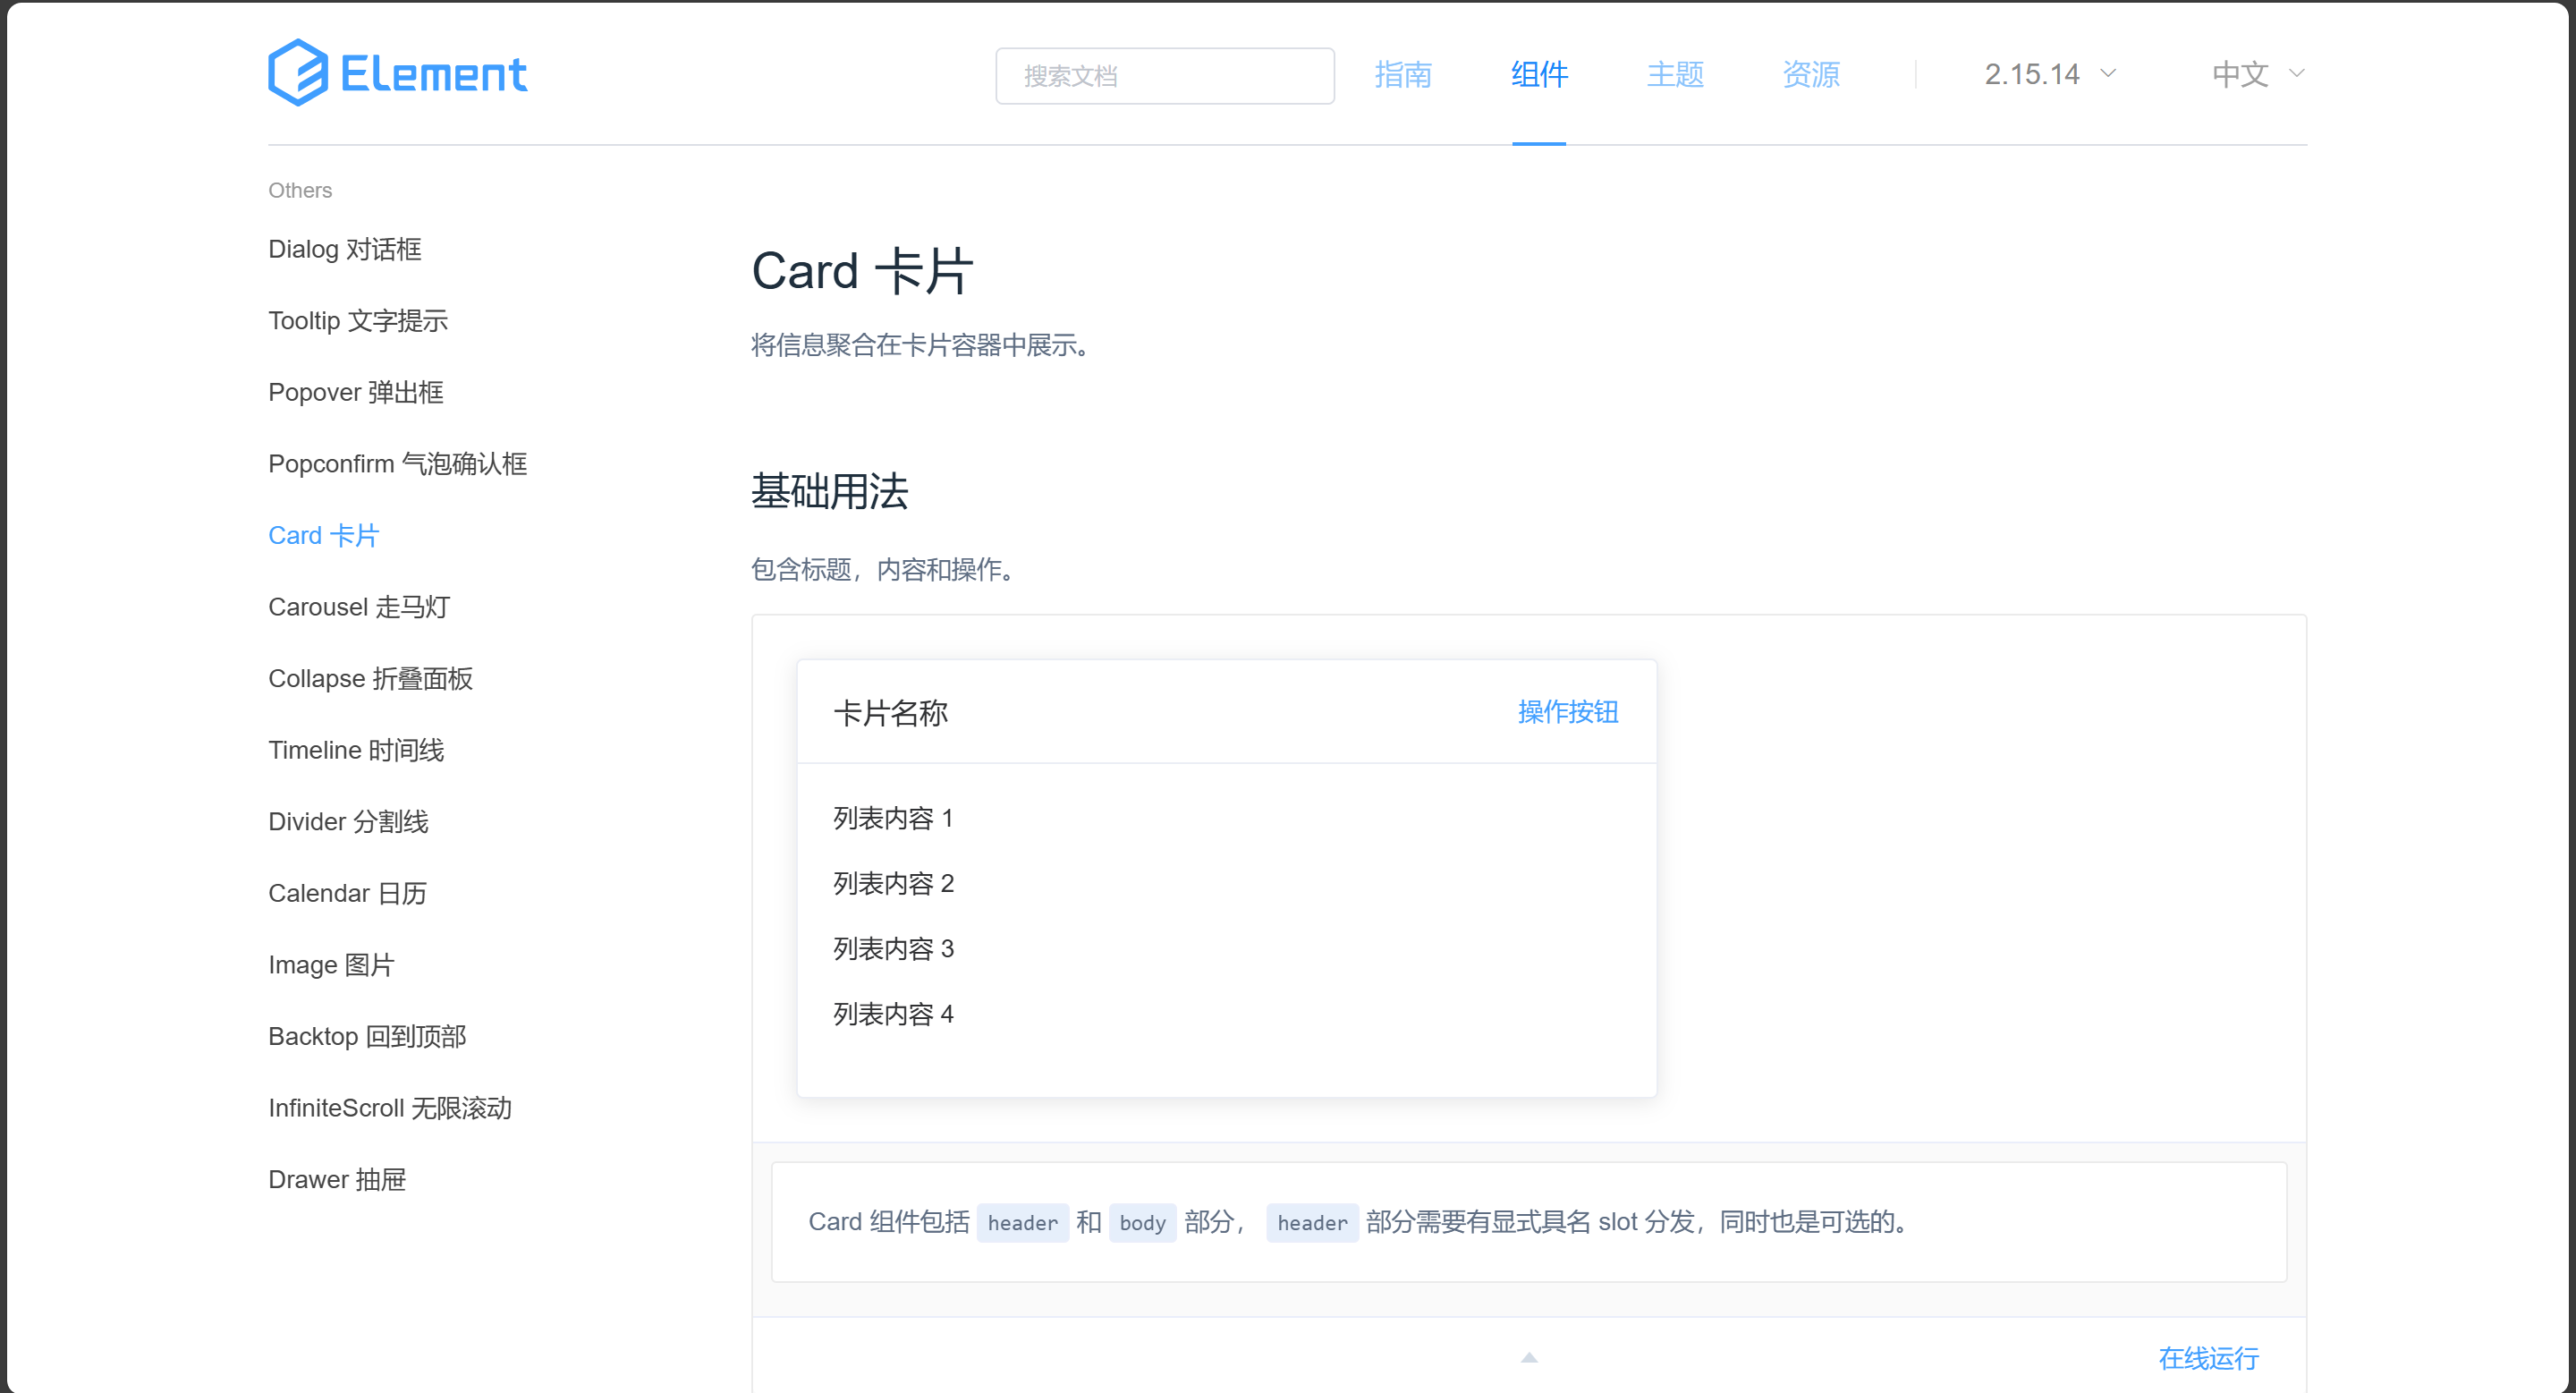 Element
搜索文档
指南
组件
主题
资源
2.15.14
中文
Others
Dialog 对话框
Tooltip 文字提示
Popover 弹出框
Popconfirm 气泡确认框
Card 卡片
Carousel 走马灯
Collapse 折叠面板
Timeline 时间线
Divider 分割线
Calendar 日历
Image 图片
Backtop 回到顶部
InfiniteScroll 无限滚动
Drawer 抽屉
Card 卡片
将信息聚合在卡片容器中展示。
基础用法
包含标题，内容和操作。
卡片名称
操作按钮
列表内容 1
列表内容 2
列表内容 3
列表内容 4
Card 组件包括 header 和 body 部分， header 部分需要有显式具名 slot 分发，同时也是可选的。
在线运行